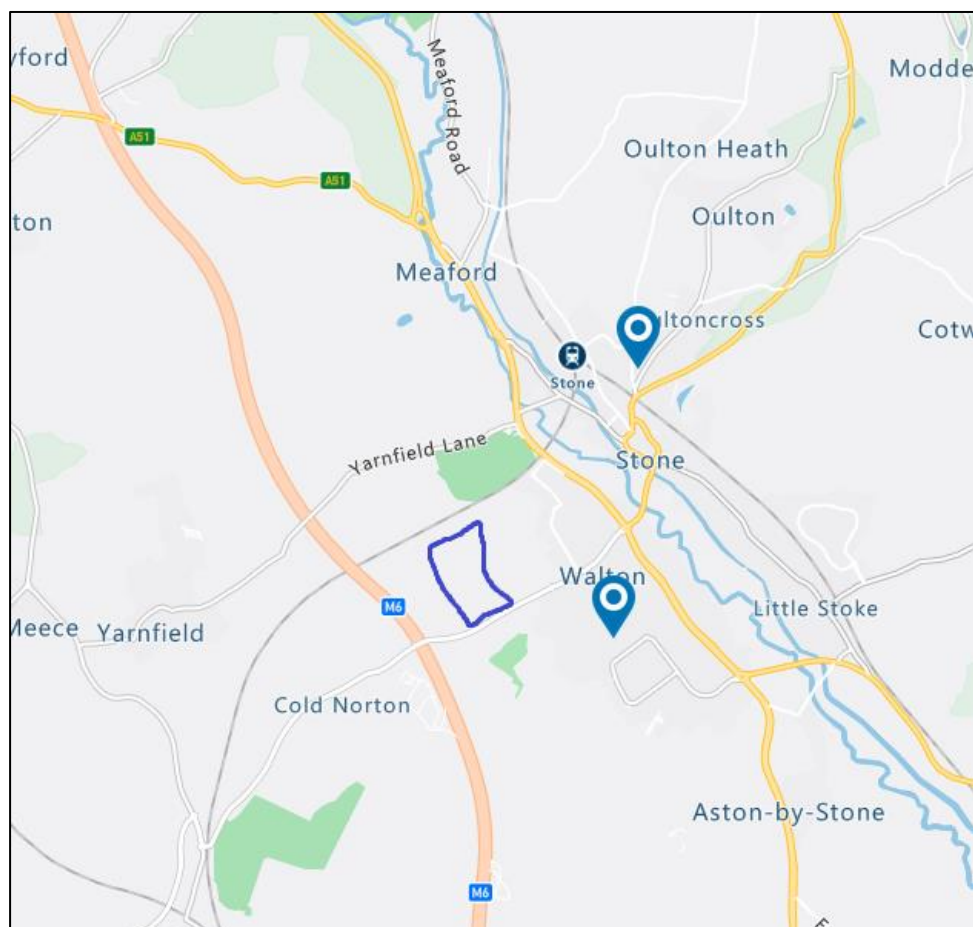 yford
A51
Meaford Road
Modde
Oulton Heath
A51
ton
Oulton
Meaford
ltoncross
Cotw
Stone
Yarnfield Lane
Stone
Walton
M6
Little Stoke
Meece
Yarnfield
Cold Norton
Aston-by-Stone
M6